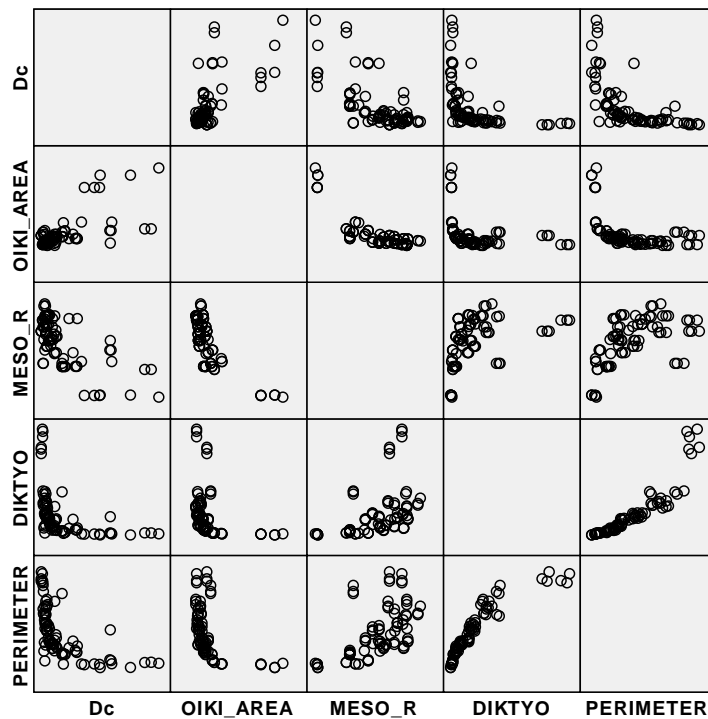 Dc
OIKI_AREA
MESO_R
DIKTYO
PERIMETER
Dc OIKI_AREA MESO_R DIKTYO PERIMETER